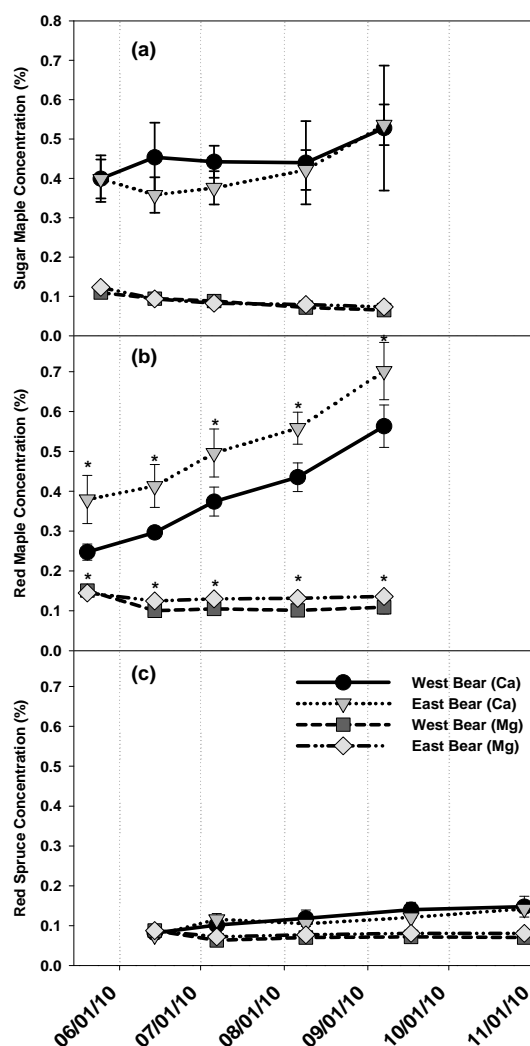 0.8
(a)
0.7
0.6
0.5
0.4
0.3
0.2
0.1
0.0
Sugar Maple Concentration (%)
(b)
0.7
0.6
0.5
0.4
0.3
0.2
0.1
0.0
Red Maple Concentration (%)
* * * * *
* * * * *
(c)
0.7
0.6
0.5
0.4
0.3
0.2
0.1
0.0
Red Spruce Concentration (%)
West Bear (Ca)
East Bear (Ca)
West Bear (Mg)
East Bear (Mg)
06/01/10
07/01/10
08/01/10
09/01/10
10/01/10
11/01/10